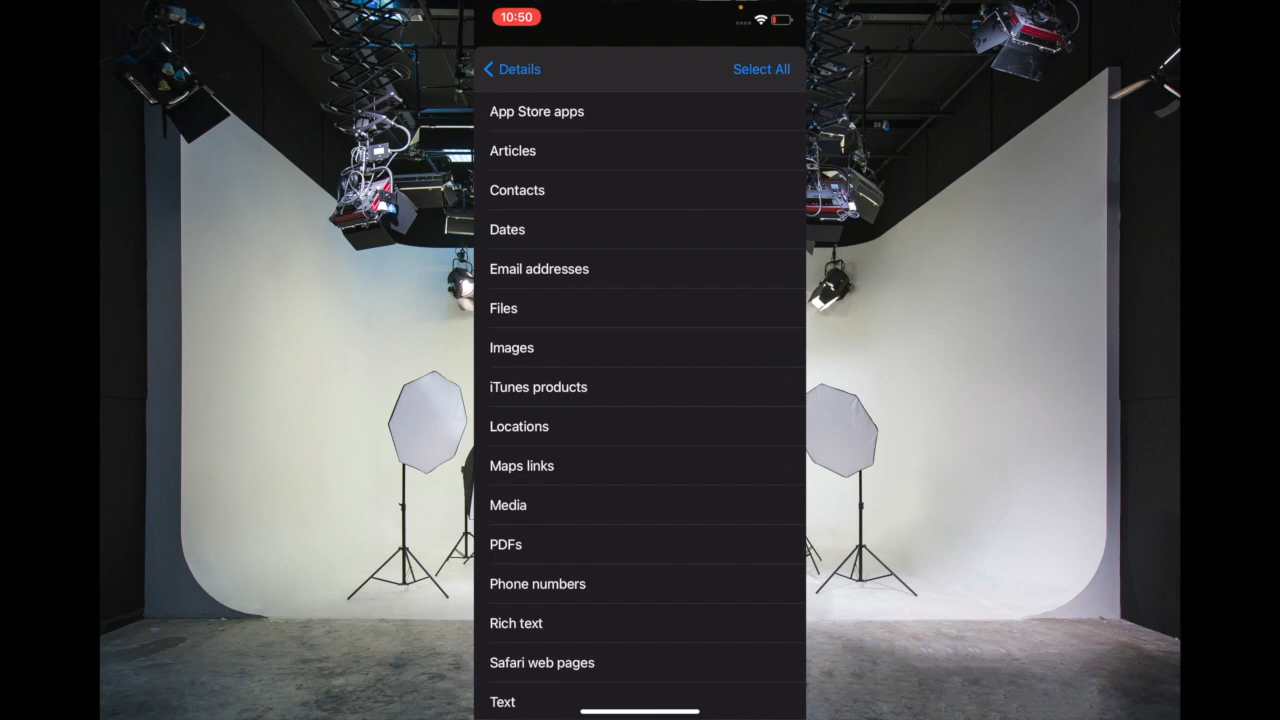 10:50
Details
Select All
App Store apps
Articles
Contacts
Dates
Email addresses
Files
Images
iTunes products
Locations
Maps links
Media
PDFs
Phone numbers
Rich text
Safari web pages
Text